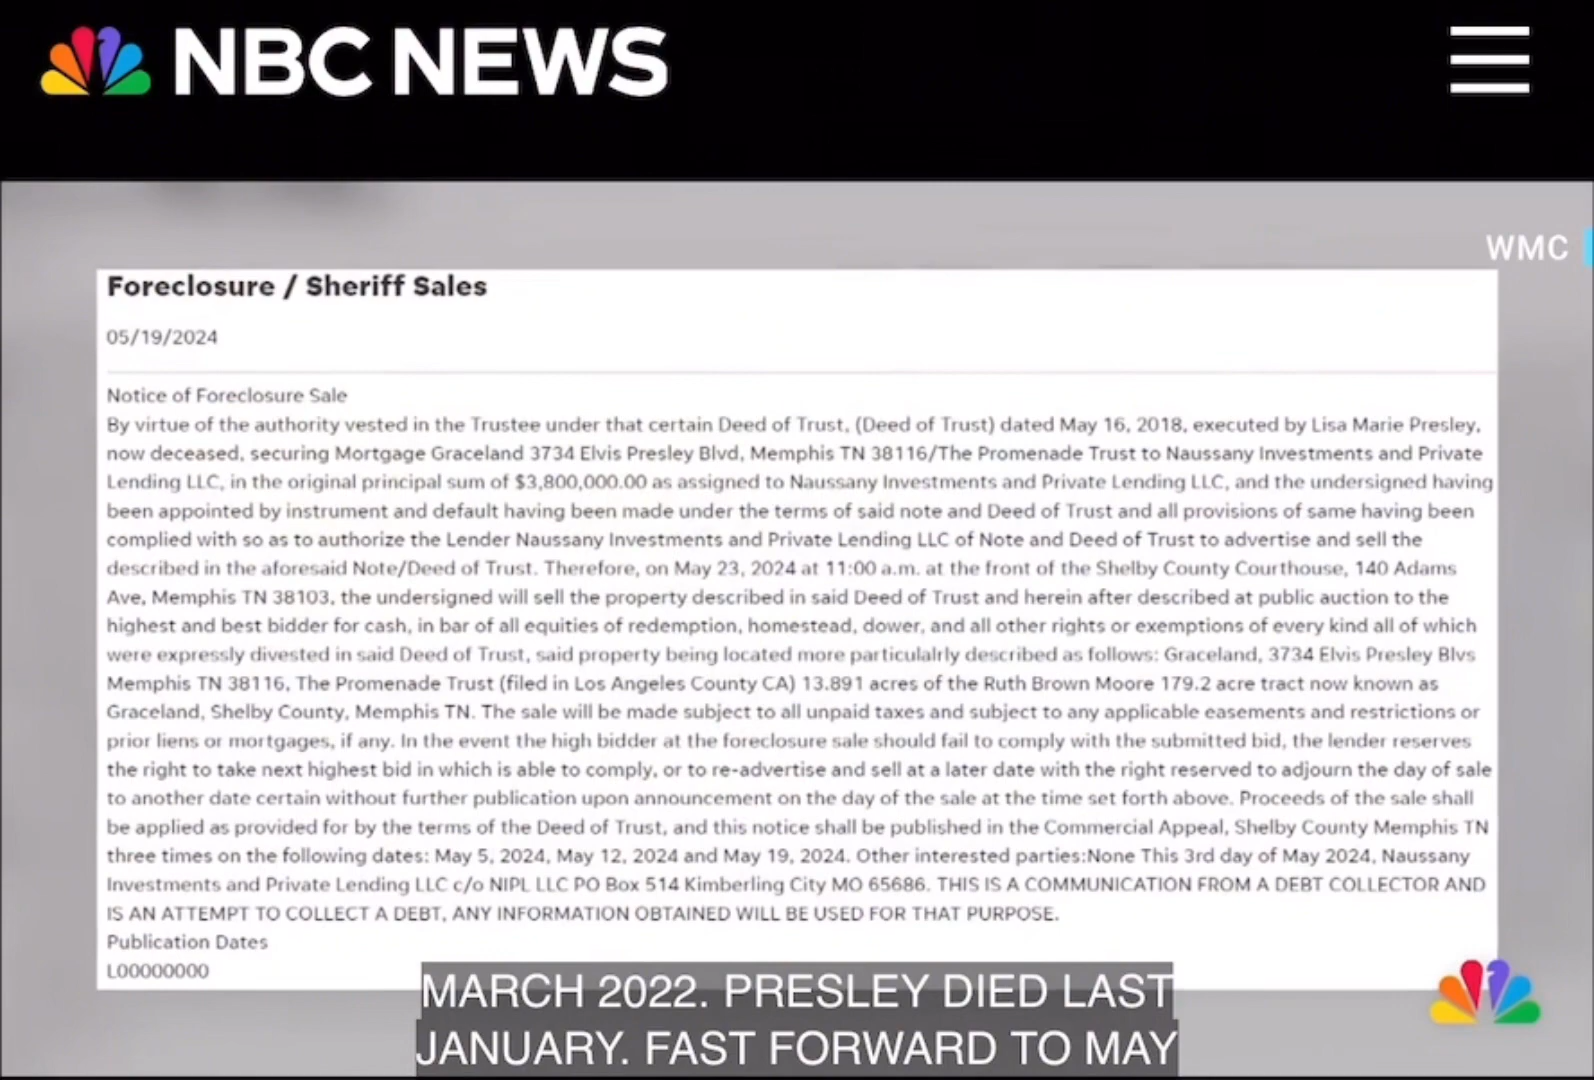 NBC NEWS
WMC
Foreclosure / Sheriff Sales
05/19/2024
Notice of Foreclosure Sale
By virtue of the authority vested in the Trustee under that certain Deed of Trust, (Deed of Trust) dated May 16, 2018, executed by Lisa Marie Presley,
now deceased, securing Mortgage Graceland 3734 Elvis Presley Blvd, Memphis TN 38116/The Promenade Trust to Naussany Investments and Private
Lending LLC, in the original principal sum of $3,800,000.00 as assigned to Naussany Investments and Private Lending LLC, and the undersigned having
been appointed by instrument and default having been made under the terms of said note and Deed of Trust and all provisions of same having been
complied with so as to authorize the Lender Naussany Investments and Private Lending LLC of Note and Deed of Trust to advertise and sell the
described in the aforesaid Note/Deed of Trust. Therefore, on May 23, 2024 at 11:00 a.m. at the front of the Shelby County Courthouse, 140 Adams
Ave, Memphis TN 38103, the undersigned will sell the property described in said Deed of Trust and herein after described at public auction to the
highest and best bidder for cash, in bar of all equities of redemption, homestead, dower, and all other rights or exemptions of every kind all of which
were expressly divested in said Deed of Trust, said property being located more particulalrly described as follows: Graceland, 3734 Elvis Presley Blvs
Memphis TN 38116, The Promenade Trust (filed in Los Angeles County CA) 13.891 acres of the Ruth Brown Moore 179.2 acre tract now known as
Graceland, Shelby County, Memphis TN. The sale will be made subject to all unpaid taxes and subject to any applicable easements and restrictions or
prior liens or mortgages, if any. In the event the high bidder at the foreclosure sale should fail to comply with the submitted bid, the lender reserves
the right to take next highest bid in which is able to comply, or to re-advertise and sell at a later date with the right reserved to adjourn the day of sale
to another date certain without further publication upon announcement on the day of the sale at the time set forth above. Proceeds of the sale shall
be applied as provided for by the terms of the Deed of Trust, and this notice shall be published in the Commercial Appeal, Shelby County Memphis TN
three times on the following dates: May 5, 2024, May 12, 2024 and May 19, 2024. Other interested parties:None This 3rd day of May 2024, Naussany
Investments and Private Lending LLC c/o NIPL LLC PO Box 514 Kimberling City MO 65686. THIS IS A COMMUNICATION FROM A DEBT COLLECTOR AND
IS AN ATTEMPT TO COLLECT A DEBT, ANY INFORMATION OBTAINED WILL BE USED FOR THAT PURPOSE.
Publication Dates
L00000000
MARCH 2022. PRESLEY DIED LAST
JANUARY. FAST FORWARD TO MAY